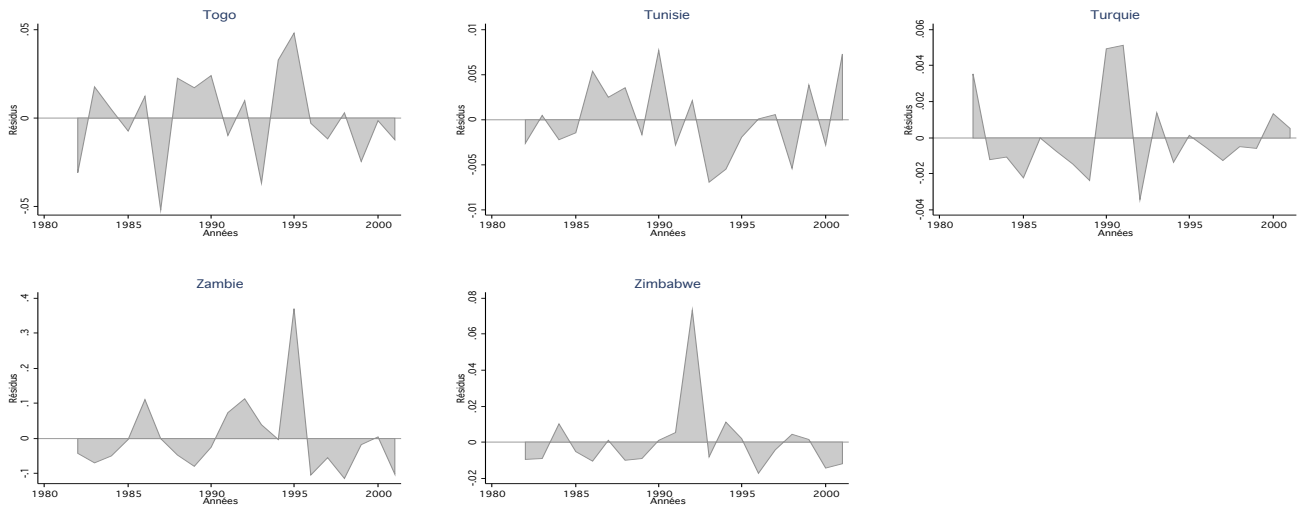 Togo
Résidus
.05
0
-.05
1980 1985 1990 1995 2000
Années
Tunisie
Résidus
.01
.005
0
-.005
-.01
1980 1985 1990 1995 2000
Années
Turquie
Résidus
.006
.004
.002
0
-.002
-.004
1980 1985 1990 1995 2000
Années
Zambie
Résidus
.4
.3
.2
.1
0
-.1
1980 1985 1990 1995 2000
Années
Zimbabwe
Résidus
.08
.06
.04
.02
0
-.02
1980 1985 1990 1995 2000
Années